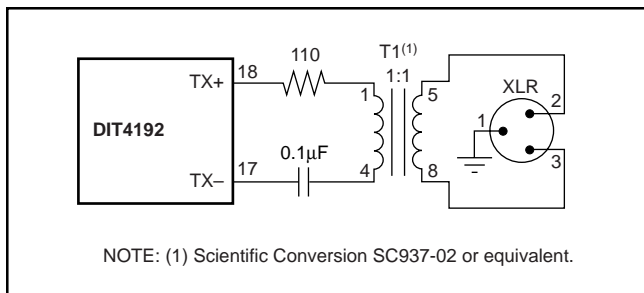 110
T1(1)
1:1
TX+
18
1
5
XLR
2
1
DIT4192
0.1μF
3
TX–
17
4
8
NOTE: (1) Scientific Conversion SC937-02 or equivalent.